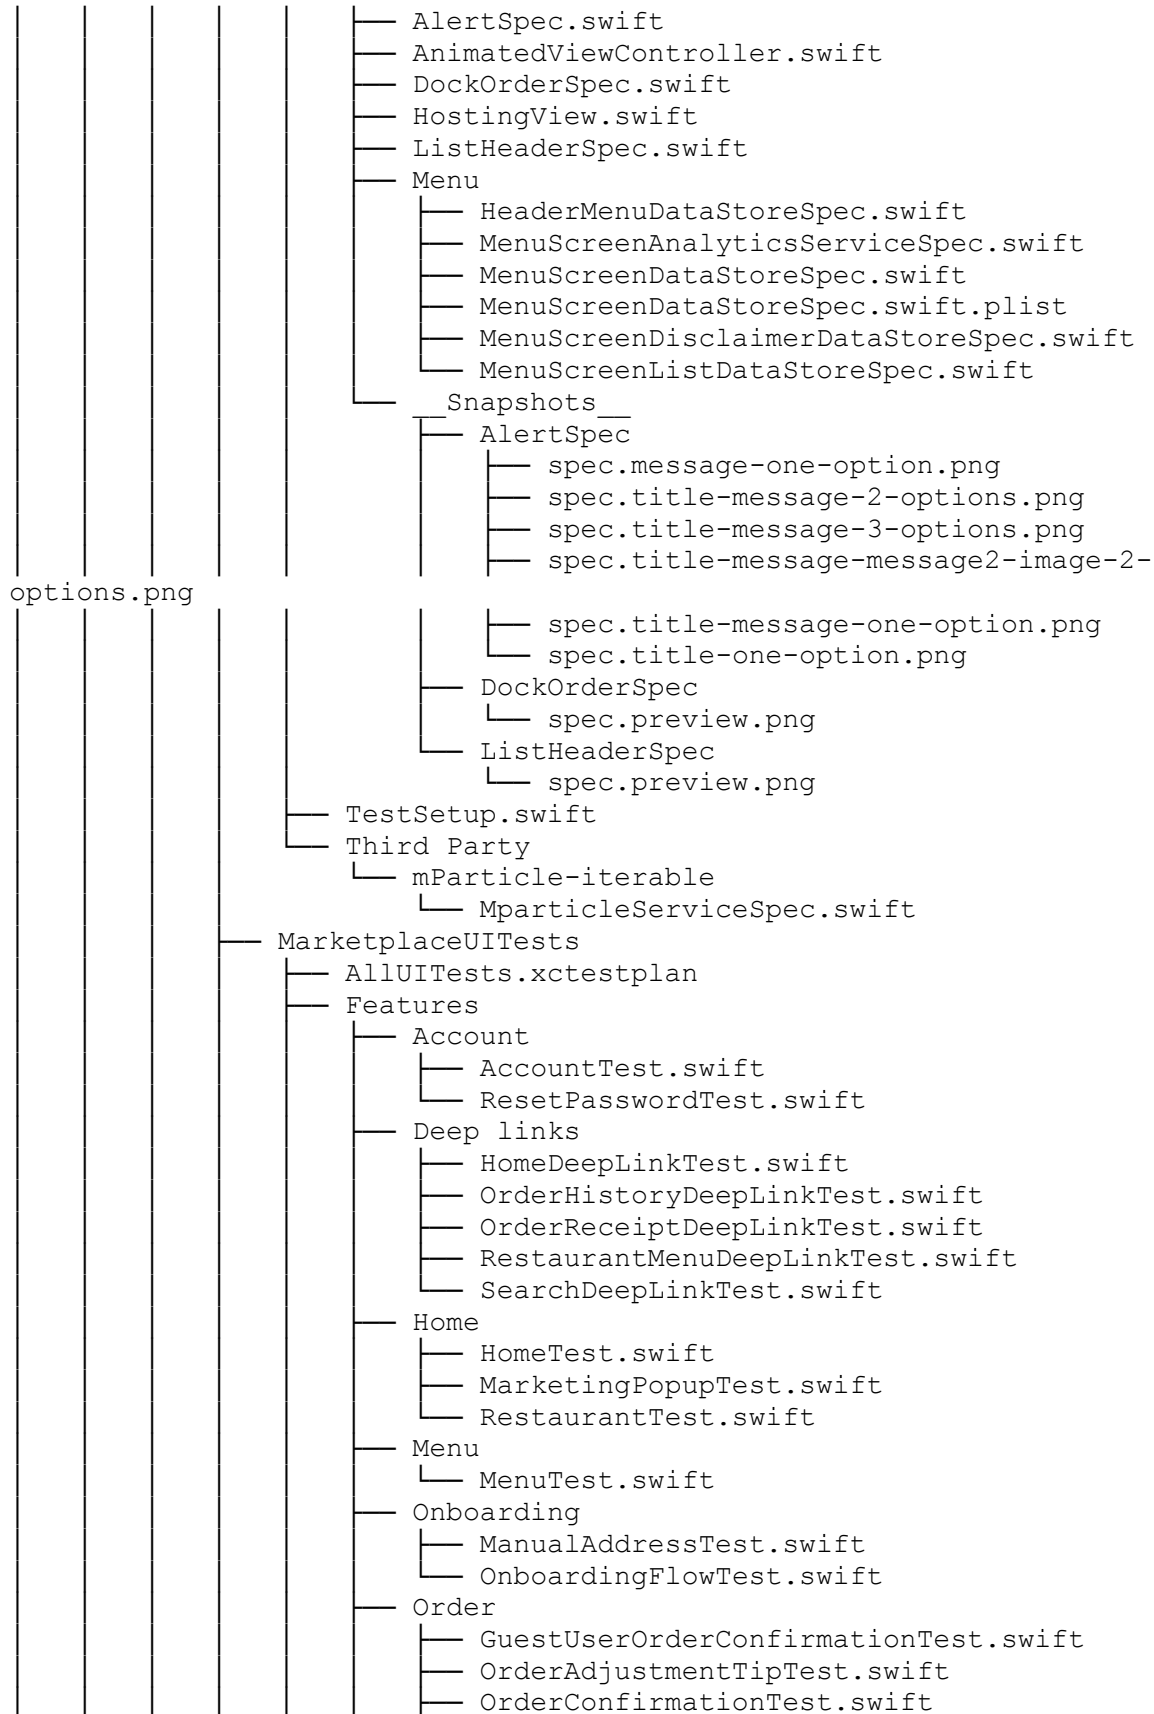 │   │   │   │   │   ├── AlertSpec.swift
│   │   │   │   │   ├── AnimatedViewController.swift
│   │   │   │   │   ├── DockOrderSpec.swift
│   │   │   │   │   ├── HostingView.swift
│   │   │   │   │   ├── ListHeaderSpec.swift
│   │   │   │   │   ├── Menu
│   │   │   │   │   │   ├── HeaderMenuDataStoreSpec.swift
│   │   │   │   │   │   ├── MenuScreenAnalyticsServiceSpec.swift
│   │   │   │   │   │   ├── MenuScreenDataStoreSpec.swift
│   │   │   │   │   │   ├── MenuScreenDataStoreSpec.swift.plist
│   │   │   │   │   │   ├── MenuScreenDisclaimerDataStoreSpec.swift
│   │   │   │   │   │   └── MenuScreenListDataStoreSpec.swift
│   │   │   │   │   └── __Snapshots__
│   │   │   │   │       ├── AlertSpec
│   │   │   │   │       │   ├── spec.message-one-option.png
│   │   │   │   │       │   ├── spec.title-message-2-options.png
│   │   │   │   │       │   ├── spec.title-message-3-options.png
│   │   │   │   │       │   ├── spec.title-message-message2-image-2-
options.png
│   │   │   │   │       │   ├── spec.title-message-one-option.png
│   │   │   │   │       │   └── spec.title-one-option.png
│   │   │   │   │       ├── DockOrderSpec
│   │   │   │   │       │   └── spec.preview.png
│   │   │   │   │       └── ListHeaderSpec
│   │   │   │   │           └── spec.preview.png
│   │   │   │   ├── TestSetup.swift
│   │   │   │   └── Third Party
│   │   │   │       └── mParticle-iterable
│   │   │   │           └── MparticleServiceSpec.swift
│   │   │   ├── MarketplaceUITests
│   │   │   │   ├── AllUITests.xctestplan
│   │   │   │   ├── Features
│   │   │   │   │   ├── Account
│   │   │   │   │   │   ├── AccountTest.swift
│   │   │   │   │   │   └── ResetPasswordTest.swift
│   │   │   │   │   ├── Deep links
│   │   │   │   │   │   ├── HomeDeepLinkTest.swift
│   │   │   │   │   │   ├── OrderHistoryDeepLinkTest.swift
│   │   │   │   │   │   ├── OrderReceiptDeepLinkTest.swift
│   │   │   │   │   │   ├── RestaurantMenuDeepLinkTest.swift
│   │   │   │   │   │   └── SearchDeepLinkTest.swift
│   │   │   │   │   ├── Home
│   │   │   │   │   │   ├── HomeTest.swift
│   │   │   │   │   │   ├── MarketingPopupTest.swift
│   │   │   │   │   │   └── RestaurantTest.swift
│   │   │   │   │   ├── Menu
│   │   │   │   │   │   └── MenuTest.swift
│   │   │   │   │   ├── Onboarding
│   │   │   │   │   │   ├── ManualAddressTest.swift
│   │   │   │   │   │   └── OnboardingFlowTest.swift
│   │   │   │   │   ├── Order
│   │   │   │   │   │   ├── GuestUserOrderConfirmationTest.swift
│   │   │   │   │   │   ├── OrderAdjustmentTipTest.swift
│   │   │   │   │   │   ├── OrderConfirmationTest.swift